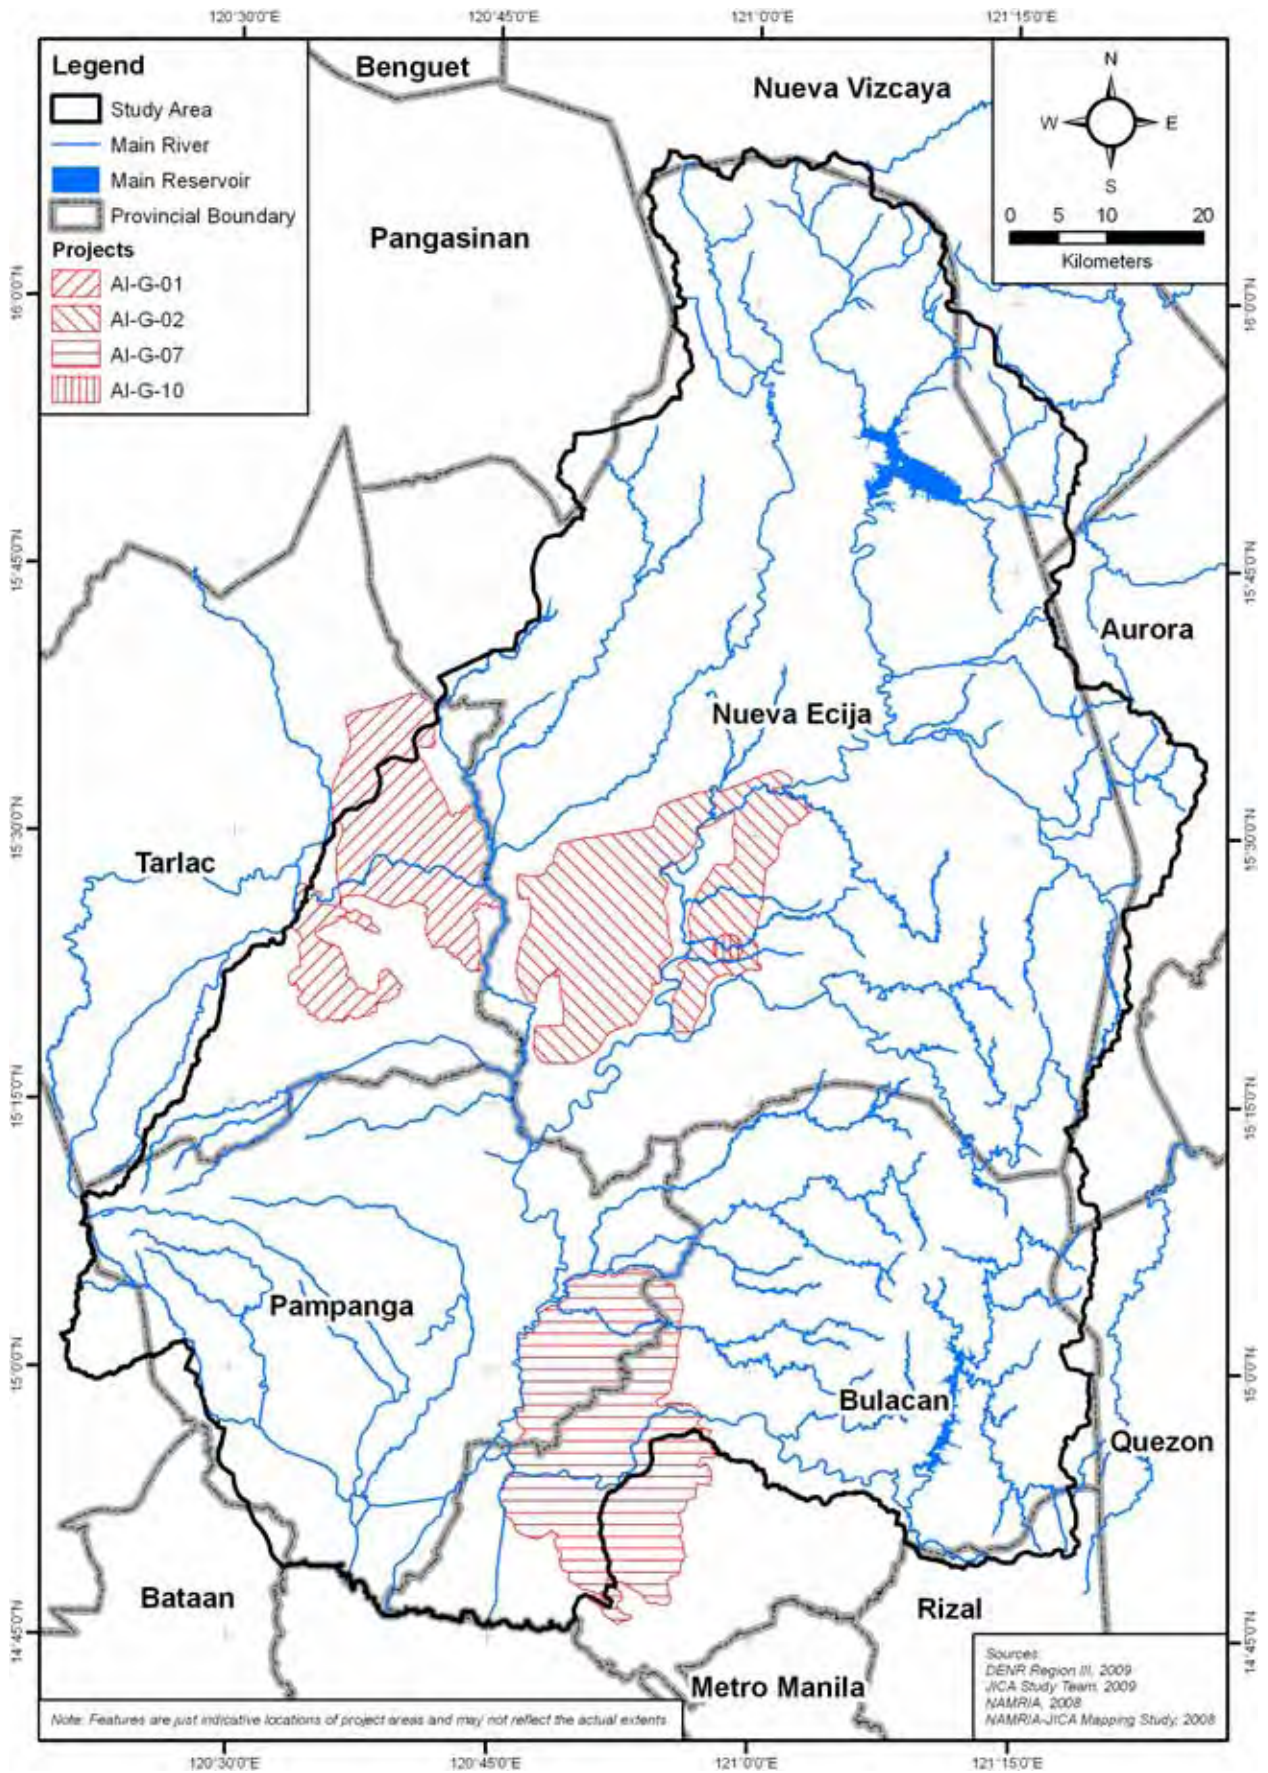 120°30'0"E
120°45'0"E
121°0'0"E
121°15'0"E
Legend
Study Area
Main River
Main Reservoir
Provincial Boundary
Projects
AI-G-01
AI-G-02
AI-G-07
AI-G-10
Benguet
Nueva Vizcaya
N
W
E
S
0 5 10 20
Kilometers
Pangasinan
16°0'0"N
16°0'0"N
15°45'0"N
15°45'0"N
Aurora
Nueva Ecija
15°30'0"N
15°30'0"N
Tarlac
15°15'0"N
15°15'0"N
Pampanga
15°0'0"N
15°0'0"N
Bulacan
Quezon
Bataan
Rizal
14°45'0"N
14°45'0"N
Metro Manila
Sources:
DENR Region III, 2009
JICA Study Team, 2009
NAMRIA, 2008
NAMRIA-JICA Mapping Study, 2008
Note: Features are just indicative locations of project areas and may not reflect the actual extents
120°30'0"E
120°45'0"E
121°0'0"E
121°15'0"E